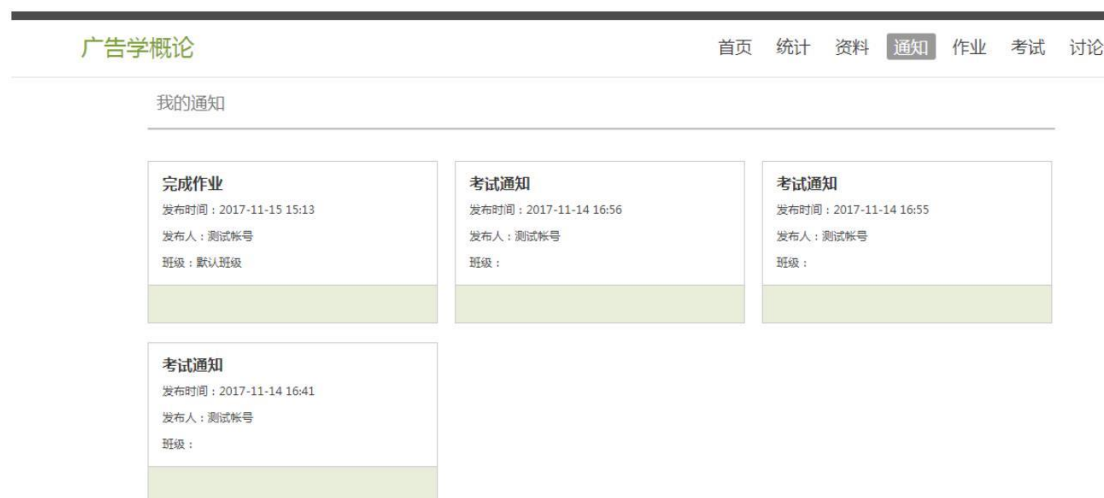 广告学概论
首页 统计 资料 通知 作业 考试 讨论
我的通知
完成作业
发布时间：2017-11-15 15:13
发布人：测试帐号
班级：默认班级
考试通知
发布时间：2017-11-14 16:56
发布人：测试帐号
班级：
考试通知
发布时间：2017-11-14 16:55
发布人：测试帐号
班级：
考试通知
发布时间：2017-11-14 16:41
发布人：测试帐号
班级：